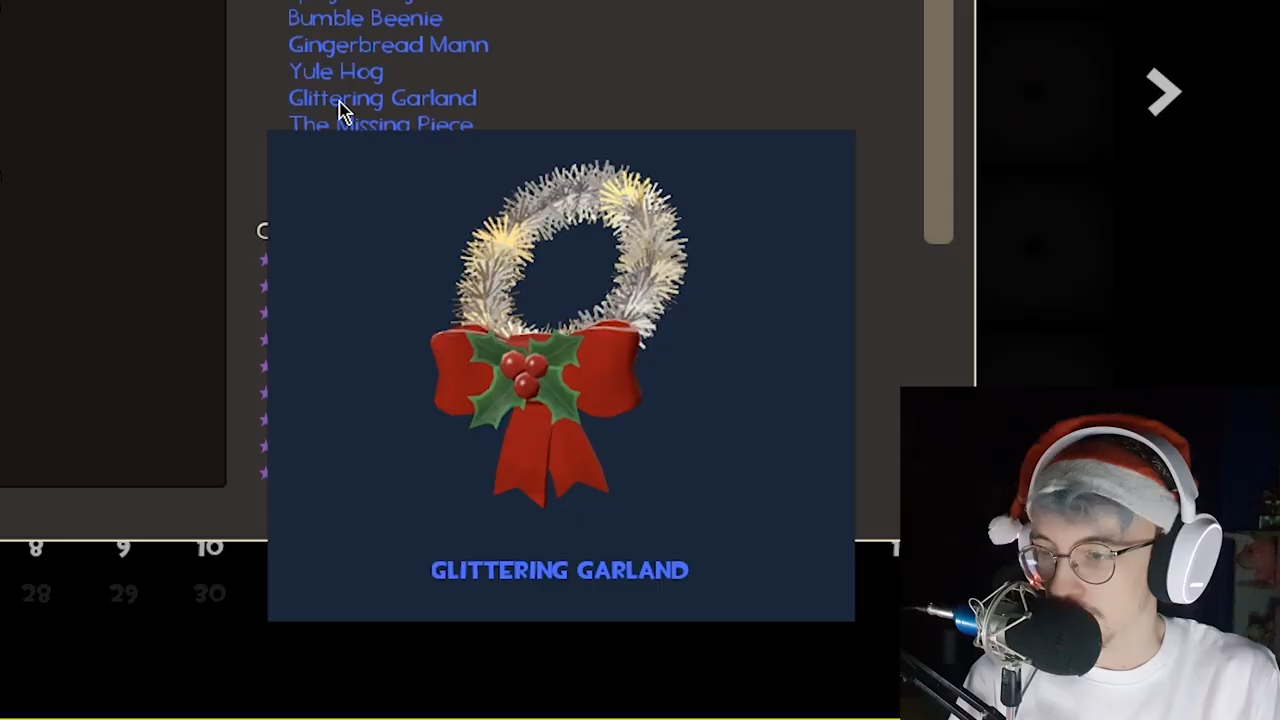 Bumble Beenie
Gingerbread Mann
Yule Hog
Glittering Garland
The Missing Piece
GLITTERING GARLAND
8 9 10
28 29 30